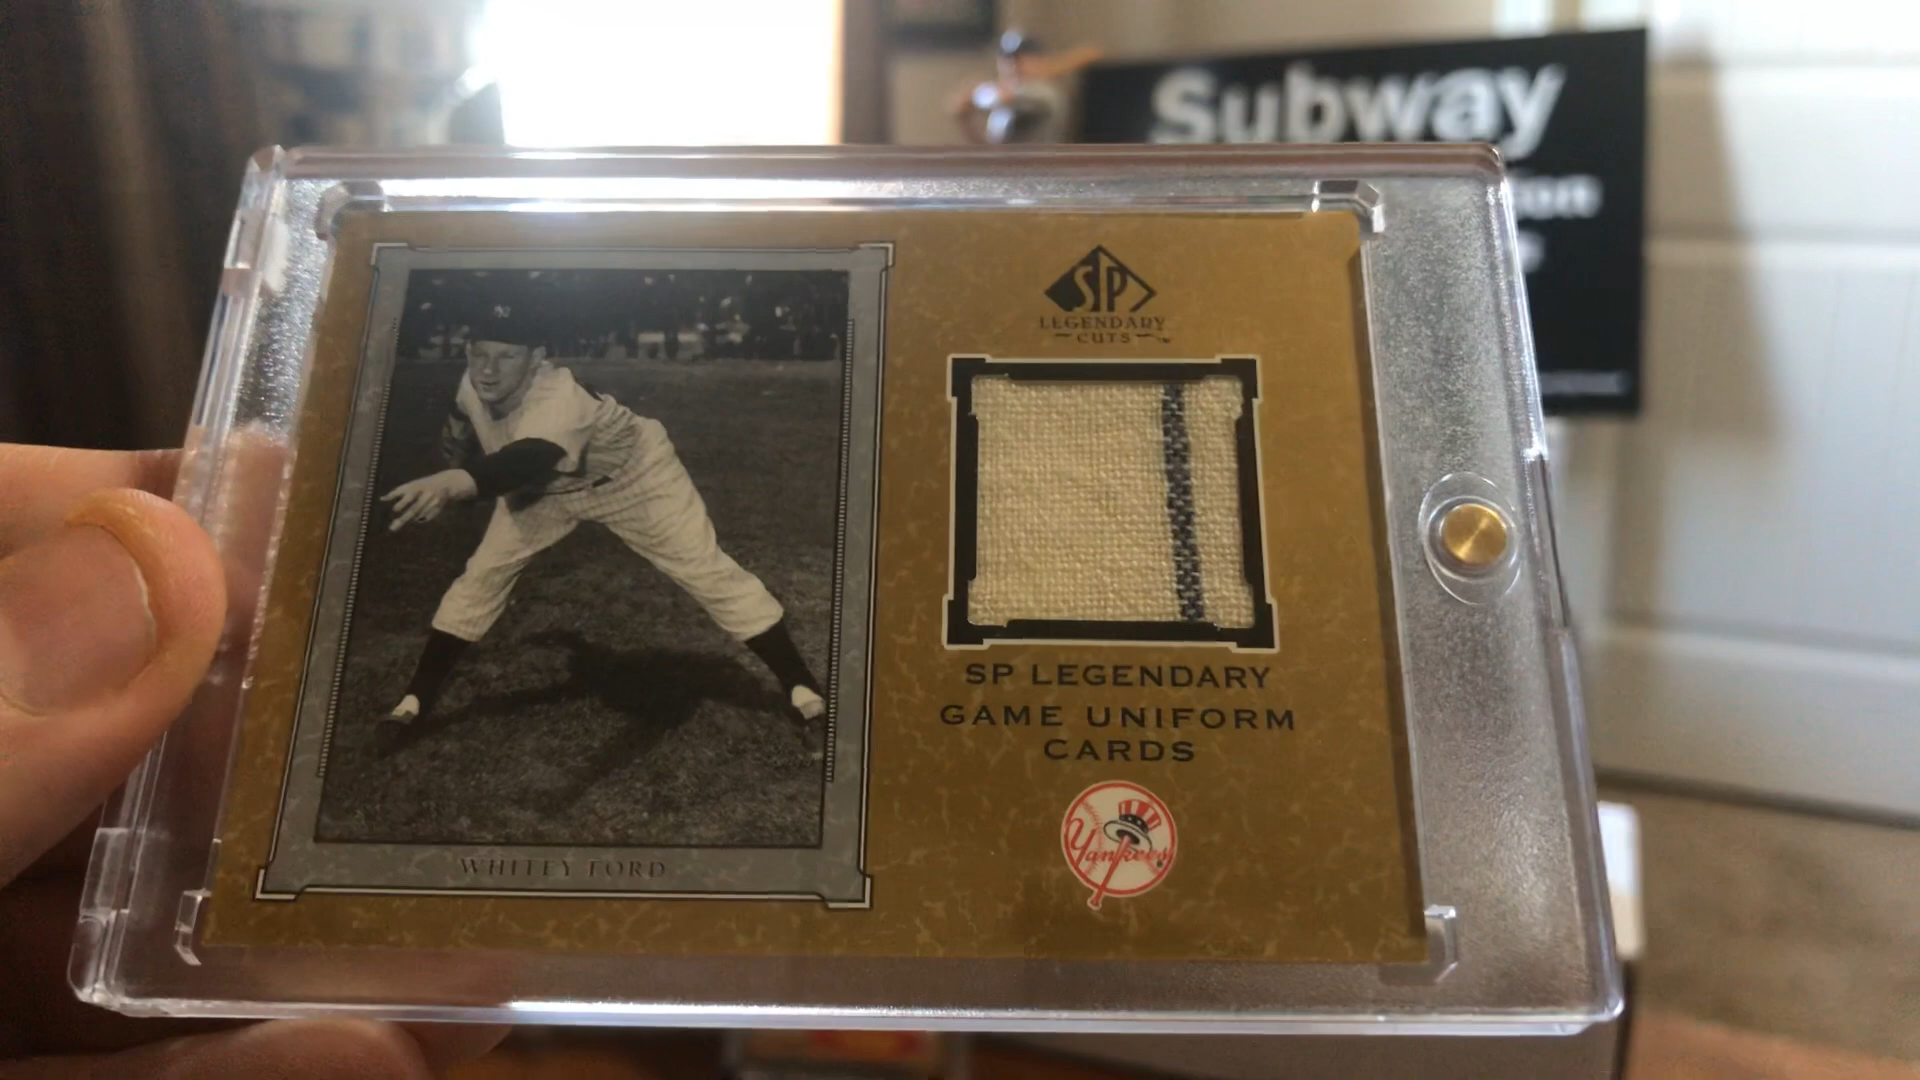 Subway
SP
LEGENDARY
CUTS
SP LEGENDARY
GAME UNIFORM
CARDS
Yankees
WHITEY FORD